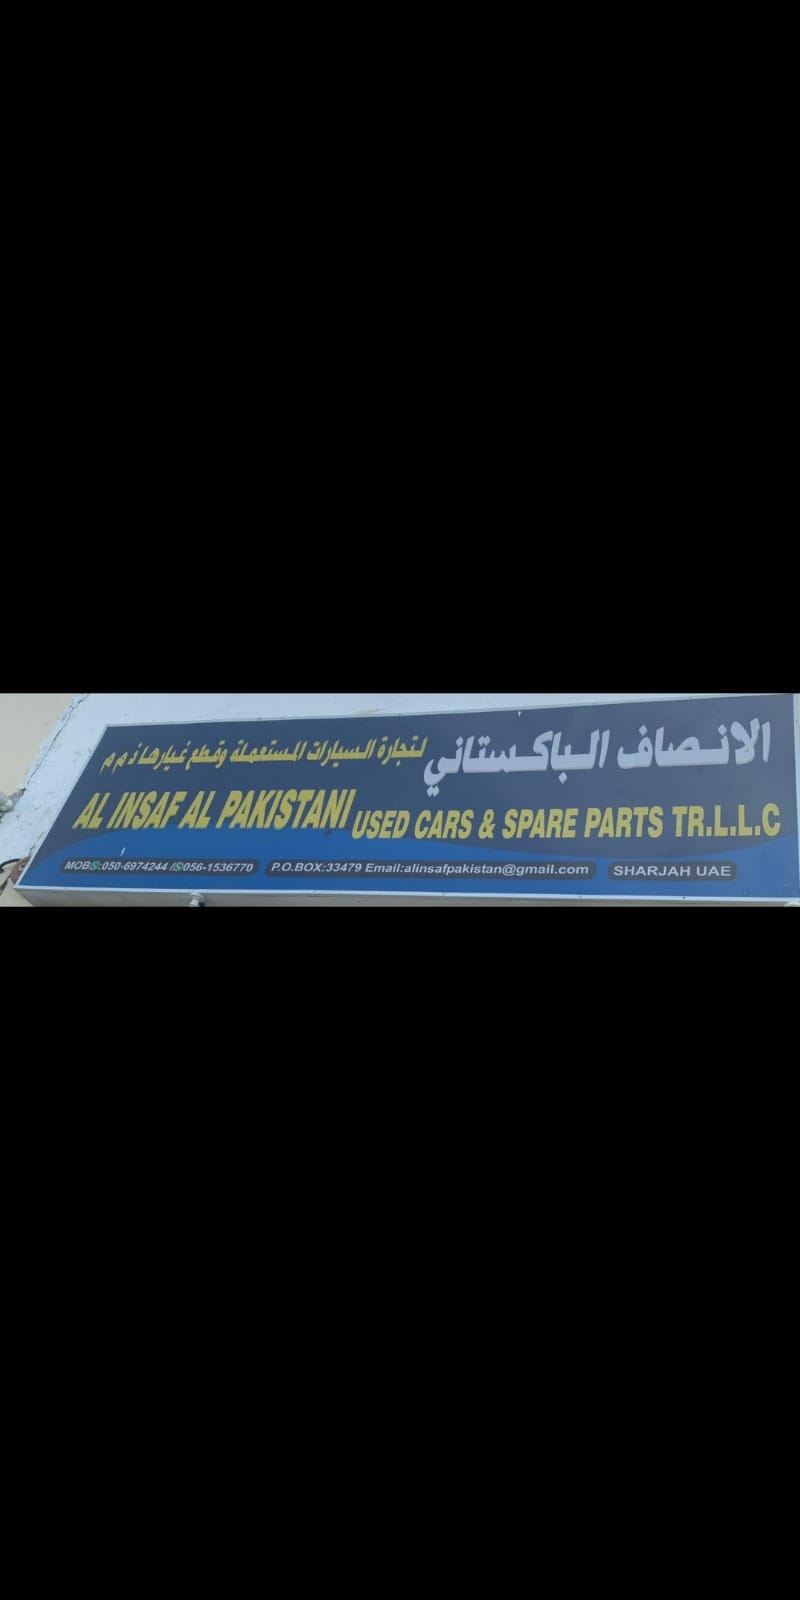 الانصاف الباكستاني لتجارة السيارات المستعملة وقطع غيارها ذ م م
AL INSAF AL PAKISTANI USED CARS & SPARE PARTS TR.L.L.C
MOB:050-6974244 / 056-1536770 P.O.BOX:33479 Email:alinsafpakistan@gmail.com SHARJAH UAE